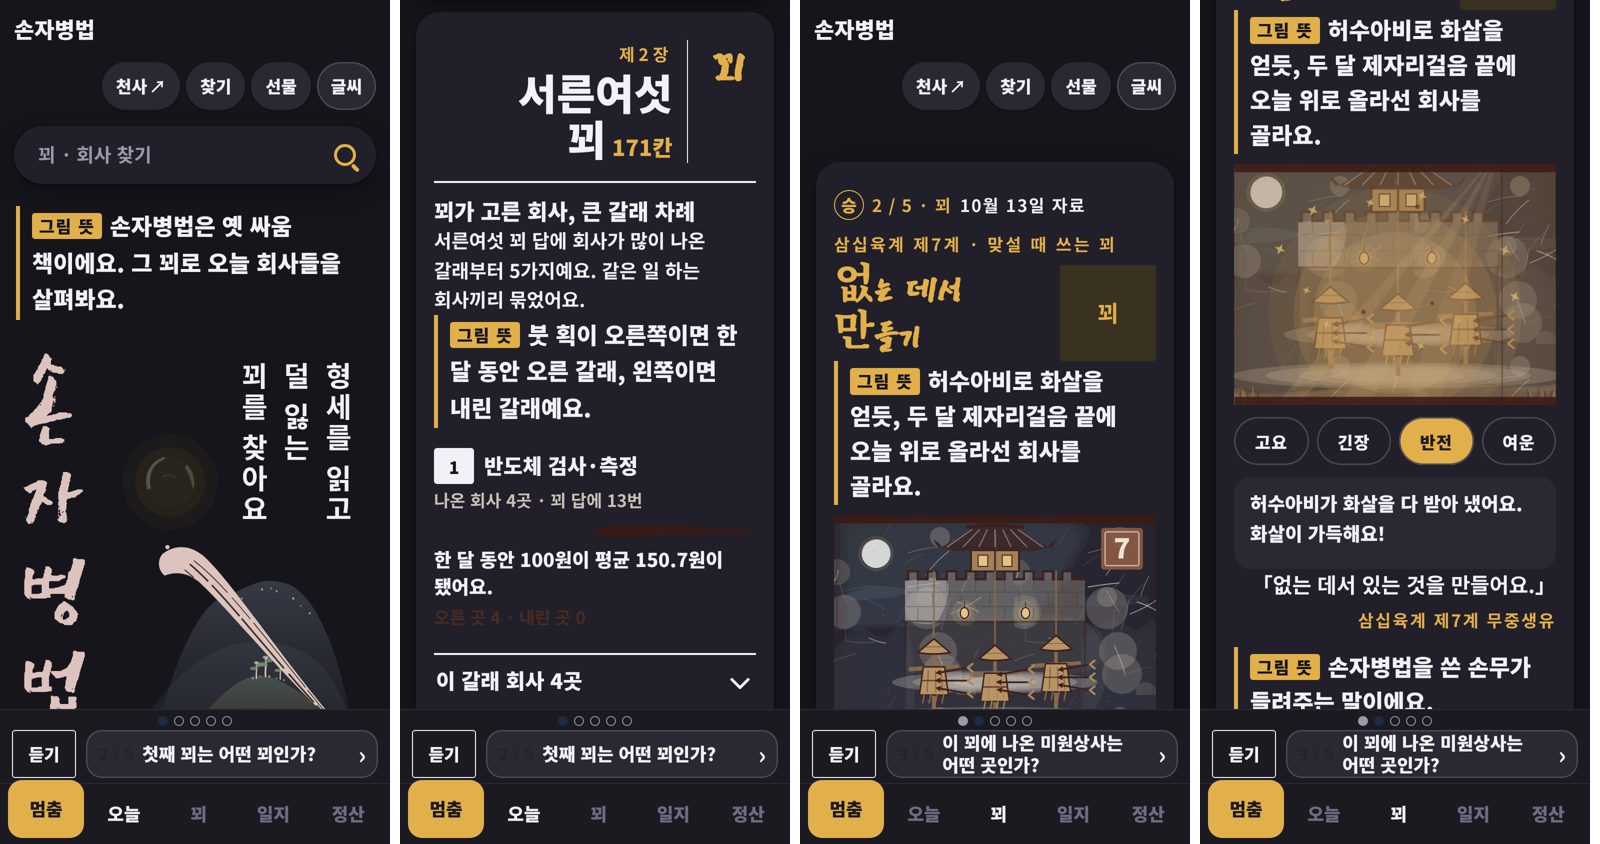 손자병법
천사↗ 찾기 선물 글씨
꾀 · 회사 찾기
그림 뜻 손자병법은 옛 싸움
책이에요. 그 꾀로 오늘 회사들을
살펴봐요.
손자병법
형세를 읽고
덜 잃는
꾀를 찾아요
듣기
2 / 5 첫째 꾀는 어떤 꾀인가? ›
멈춤 오늘 꾀 일지 정산
제 2 장
꾀
서른여섯
꾀 171칸
꾀가 고른 회사, 큰 갈래 차례
서른여섯 꾀 답에 회사가 많이 나온
갈래부터 5가지예요. 같은 일 하는
회사끼리 묶었어요.
그림 뜻 붓 획이 오른쪽이면 한
달 동안 오른 갈래, 왼쪽이면
내린 갈래예요.
1 반도체 검사·측정
나온 회사 4곳 · 꾀 답에 13번
한 달 동안 100원이 평균 150.7원이
됐어요.
오른 곳 4 · 내린 곳 0
이 갈래 회사 4곳
듣기
2 / 5 첫째 꾀는 어떤 꾀인가? ›
멈춤 오늘 꾀 일지 정산
손자병법
천사↗ 찾기 선물 글씨
승 2 / 5 · 꾀 10월 13일 자료
삼십육계 제7계 · 맞설 때 쓰는 꾀
없는 데서
만들기
꾀
그림 뜻 허수아비로 화살을
얻듯, 두 달 제자리걸음 끝에
오늘 위로 올라선 회사를
골라요.
7
듣기
3 / 5 이 꾀에 나온 미원상사는
어떤 곳인가? ›
멈춤 오늘 꾀 일지 정산
그림 뜻 허수아비로 화살을
얻듯, 두 달 제자리걸음 끝에
오늘 위로 올라선 회사를
골라요.
고요 긴장 반전 여운
허수아비가 화살을 다 받아 냈어요.
화살이 가득해요!
「없는 데서 있는 것을 만들어요.」
삼십육계 제7계 무중생유
그림 뜻 손자병법을 쓴 손무가
들려주는 말이에요.
듣기
3 / 5 이 꾀에 나온 미원상사는
어떤 곳인가? ›
멈춤 오늘 꾀 일지 정산